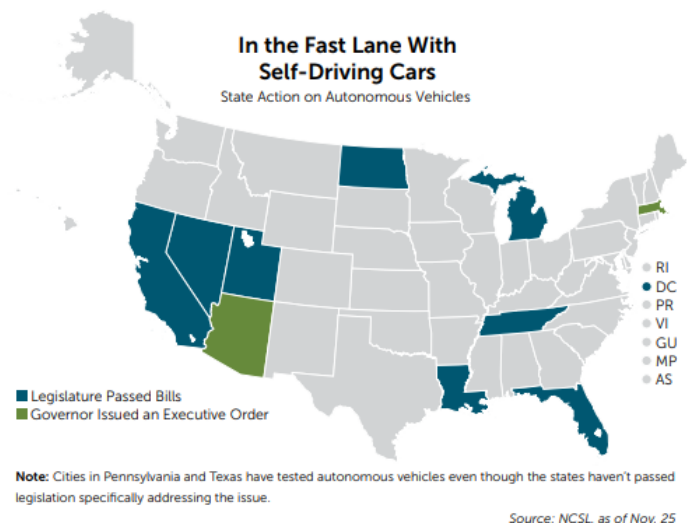 In the Fast Lane With
Self-Driving Cars
State Action on Autonomous Vehicles
RI
DC
PR
VI
GU
MP
AS
Legislature Passed Bills
Governor Issued an Executive Order
Note: Cities in Pennsylvania and Texas have tested autonomous vehicles even though the states haven't passed
legislation specifically addressing the issue.
Source: NCSL, as of Nov. 25